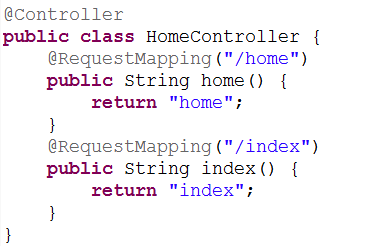 @Controller
public class HomeController {
    @RequestMapping("/home")
    public String home() {
        return "home";
    }
    @RequestMapping("/index")
    public String index() {
        return "index";
    }
}